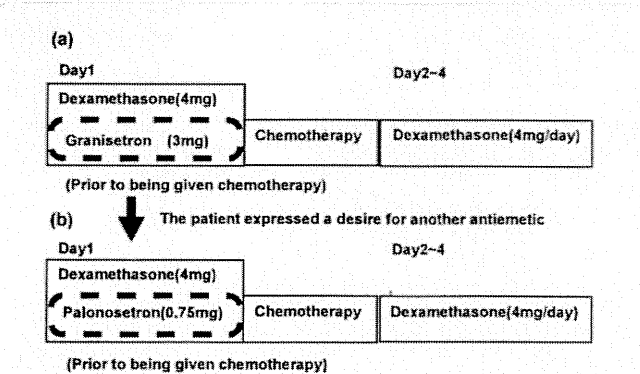 (a)
Day1 Day2~4
Dexamethasone(4mg)
Granisetron (3mg) Chemotherapy Dexamethasone(4mg/day)
(Prior to being given chemotherapy)
The patient expressed a desire for another antiemetic
(b)
Day1 Day2~4
Dexamethasone(4mg)
Palonosetron(0.75mg) Chemotherapy Dexamethasone(4mg/day)
(Prior to being given chemotherapy)